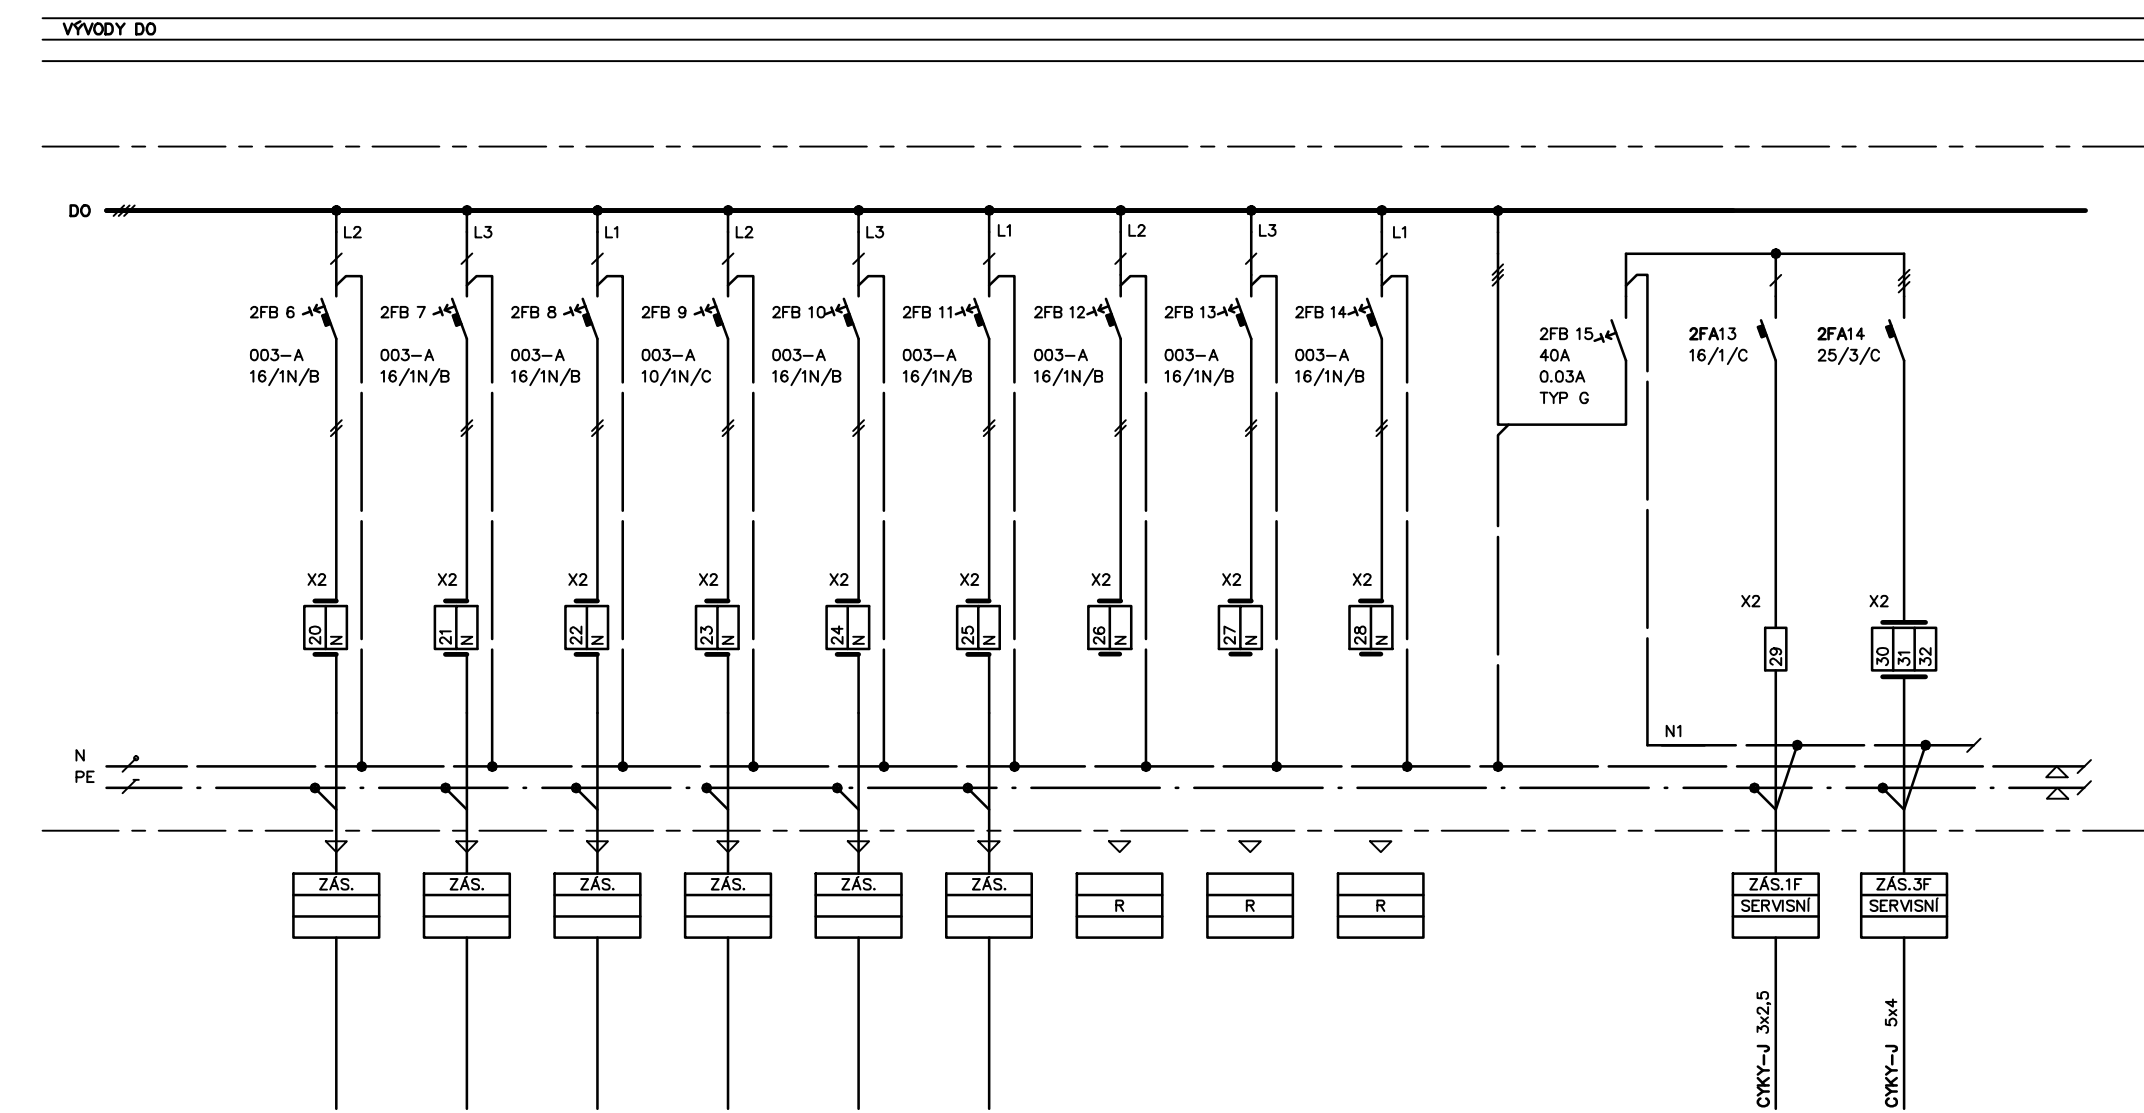 VÝVODY DO
DO
L2 L3 L1 L2 L3 L1 L2 L3 L1
2FB 6 2FB 7 2FB 8 2FB 9 2FB 10 2FB 11 2FB 12 2FB 13 2FB 14
003-A 003-A 003-A 003-A 003-A 003-A 003-A 003-A 003-A
16/1N/B 16/1N/B 16/1N/B 10/1N/C 16/1N/B 16/1N/B 16/1N/B 16/1N/B 16/1N/B
2FB 15
40A
0.03A
TYP G
2FA13
16/1/C
2FA14
25/3/C
X2 X2 X2 X2 X2 X2 X2 X2 X2
20 N 21 N 22 N 23 N 24 N 25 N 26 N 27 N 28 N
X2 X2
29 30 31 32
N1
N
PE
ZÁS. ZÁS. ZÁS. ZÁS. ZÁS. ZÁS.
R R R
ZÁS.1F
SERVISNÍ
ZÁS.3F
SERVISNÍ
CYKY-J 3x2,5
CYKY-J 5x4